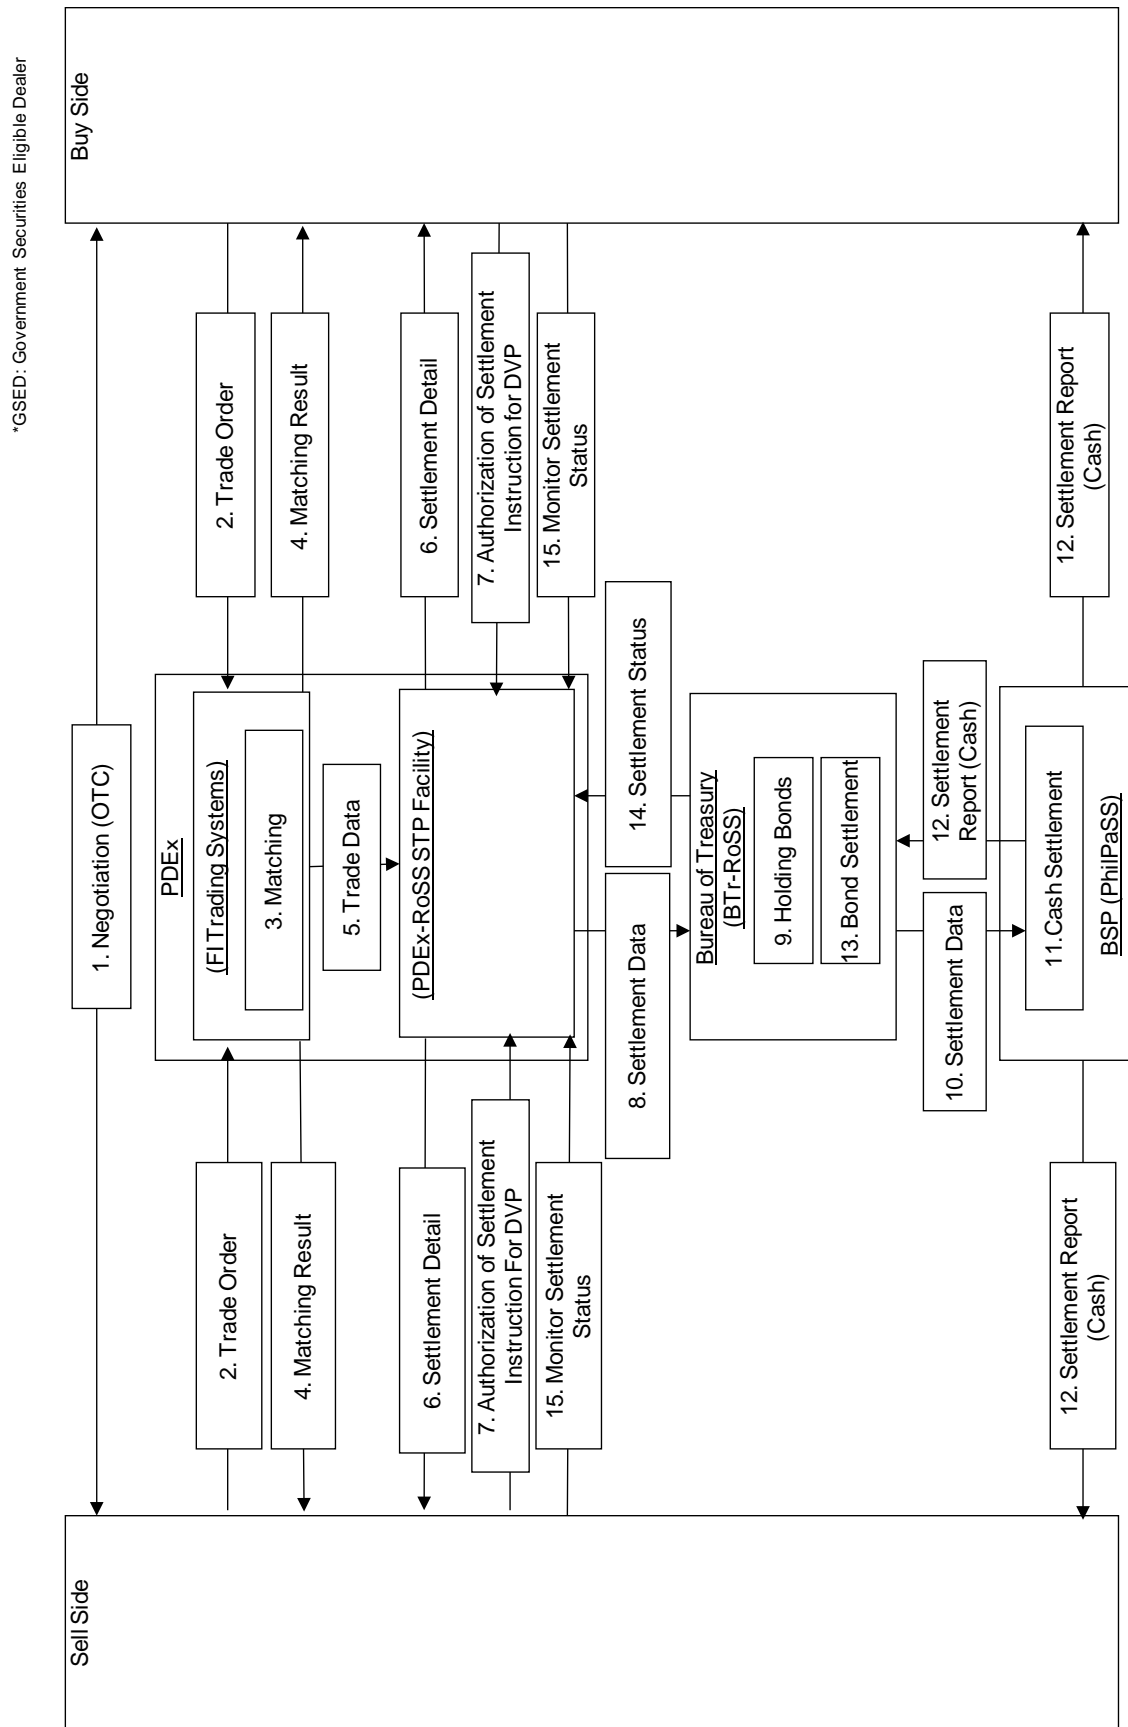 *GSED: Government Securities Eligible Dealer
Sell Side
Buy Side
1. Negotiation (OTC)
PDEx
(FI Trading Systems)
2. Trade Order
2. Trade Order
3. Matching
4. Matching Result
4. Matching Result
5. Trade Data
(PDEx-RoSS STP Facility)
6. Settlement Detail
6. Settlement Detail
7. Authorization of Settlement
Instruction For DVP
7. Authorization of Settlement
Instruction for DVP
15. Monitor Settlement
Status
15. Monitor Settlement
Status
8. Settlement Data
14. Settlement Status
Bureau of Treasury
(BTr-RoSS)
9. Holding Bonds
13. Bond Settlement
10. Settlement Data
12. Settlement
Report (Cash)
11.Cash Settlement
BSP (PhilPaSS)
12. Settlement Report
(Cash)
12. Settlement Report
(Cash)